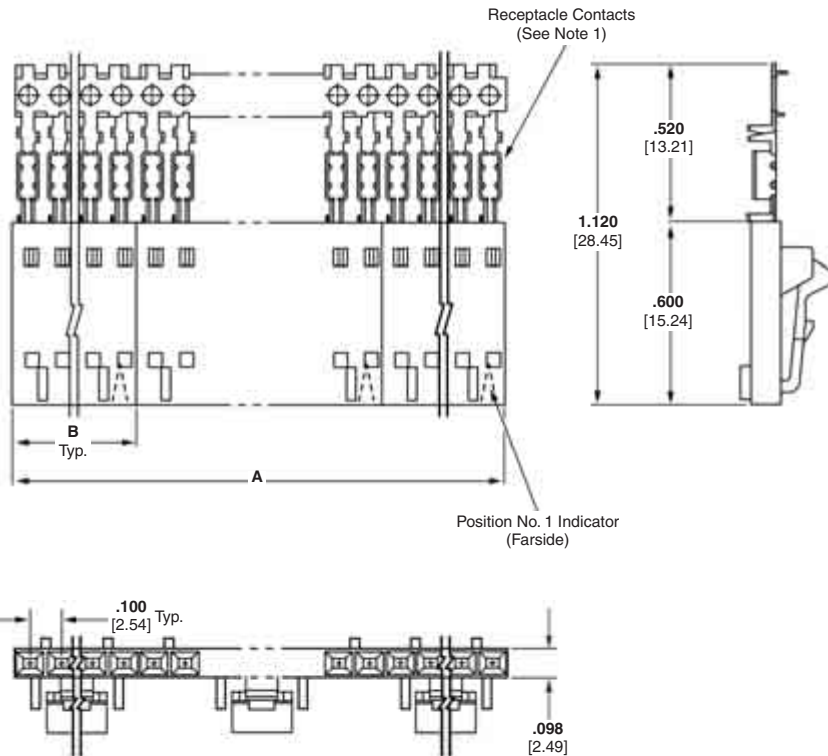 Receptacle Contacts
(See Note 1)
.520
[13.21]
1.120
[28.45]
.600
[15.24]
B
Typ.
A
Position No. 1 Indicator
(Farside)
.100
[2.54] Typ.
.098
[2.49]